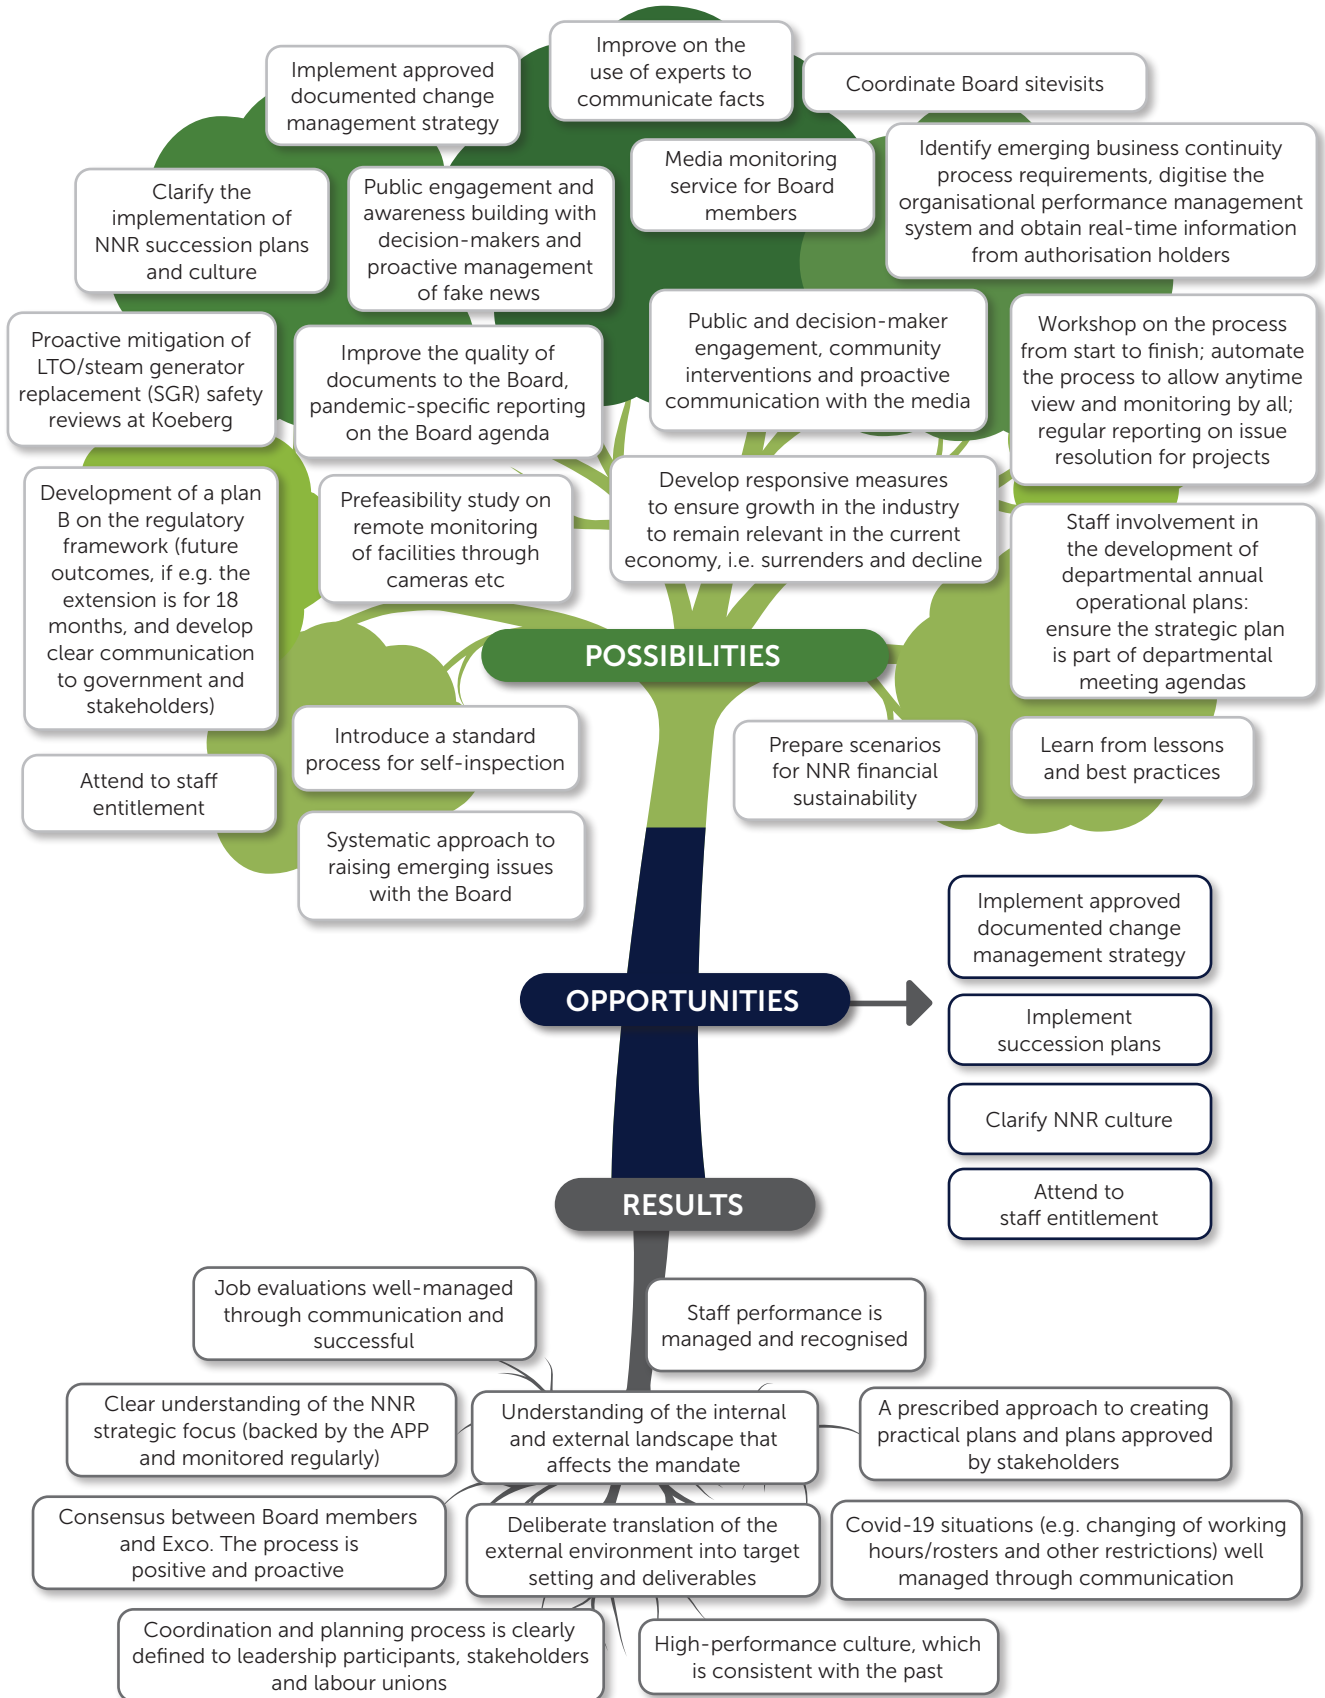 Improve on the
use of experts to
communicate facts
Implement approved
documented change
management strategy
Coordinate Board sitevisits
Clarify the
implementation of
NNR succession plans
and culture
Public engagement and
awareness building with
decision-makers and
proactive management
of fake news
Media monitoring
service for Board
members
Identify emerging business continuity
process requirements, digitise the
organisational performance management
system and obtain real-time information
from authorisation holders
Proactive mitigation of
LTO/steam generator
replacement (SGR) safety
reviews at Koeberg
Improve the quality of
documents to the Board,
pandemic-specific reporting
on the Board agenda
Public and decision-maker
engagement, community
interventions and proactive
communication with the media
Workshop on the process
from start to finish; automate
the process to allow anytime
view and monitoring by all;
regular reporting on issue
resolution for projects
Development of a plan
B on the regulatory
framework (future
outcomes, if e.g. the
extension is for 18
months, and develop
clear communication
to government and
stakeholders)
Prefeasibility study on
remote monitoring
of facilities through
cameras etc
Develop responsive measures
to ensure growth in the industry
to remain relevant in the current
economy, i.e. surrenders and decline
Staff involvement in
the development of
departmental annual
operational plans:
ensure the strategic plan
is part of departmental
meeting agendas
POSSIBILITIES
Attend to staff
entitlement
Introduce a standard
process for self-inspection
Prepare scenarios
for NNR financial
sustainability
Learn from lessons
and best practices
Systematic approach to
raising emerging issues
with the Board
OPPORTUNITIES
Implement approved
documented change
management strategy
Implement
succession plans
Clarify NNR culture
Attend to
staff entitlement
RESULTS
Job evaluations well-managed
through communication and
successful
Staff performance is
managed and recognised
Clear understanding of the NNR
strategic focus (backed by the APP
and monitored regularly)
Understanding of the internal
and external landscape that
affects the mandate
A prescribed approach to creating
practical plans and plans approved
by stakeholders
Consensus between Board members
and Exco. The process is
positive and proactive
Deliberate translation of the
external environment into target
setting and deliverables
Covid-19 situations (e.g. changing of working
hours/rosters and other restrictions) well
managed through communication
Coordination and planning process is clearly
defined to leadership participants, stakeholders
and labour unions
High-performance culture, which
is consistent with the past